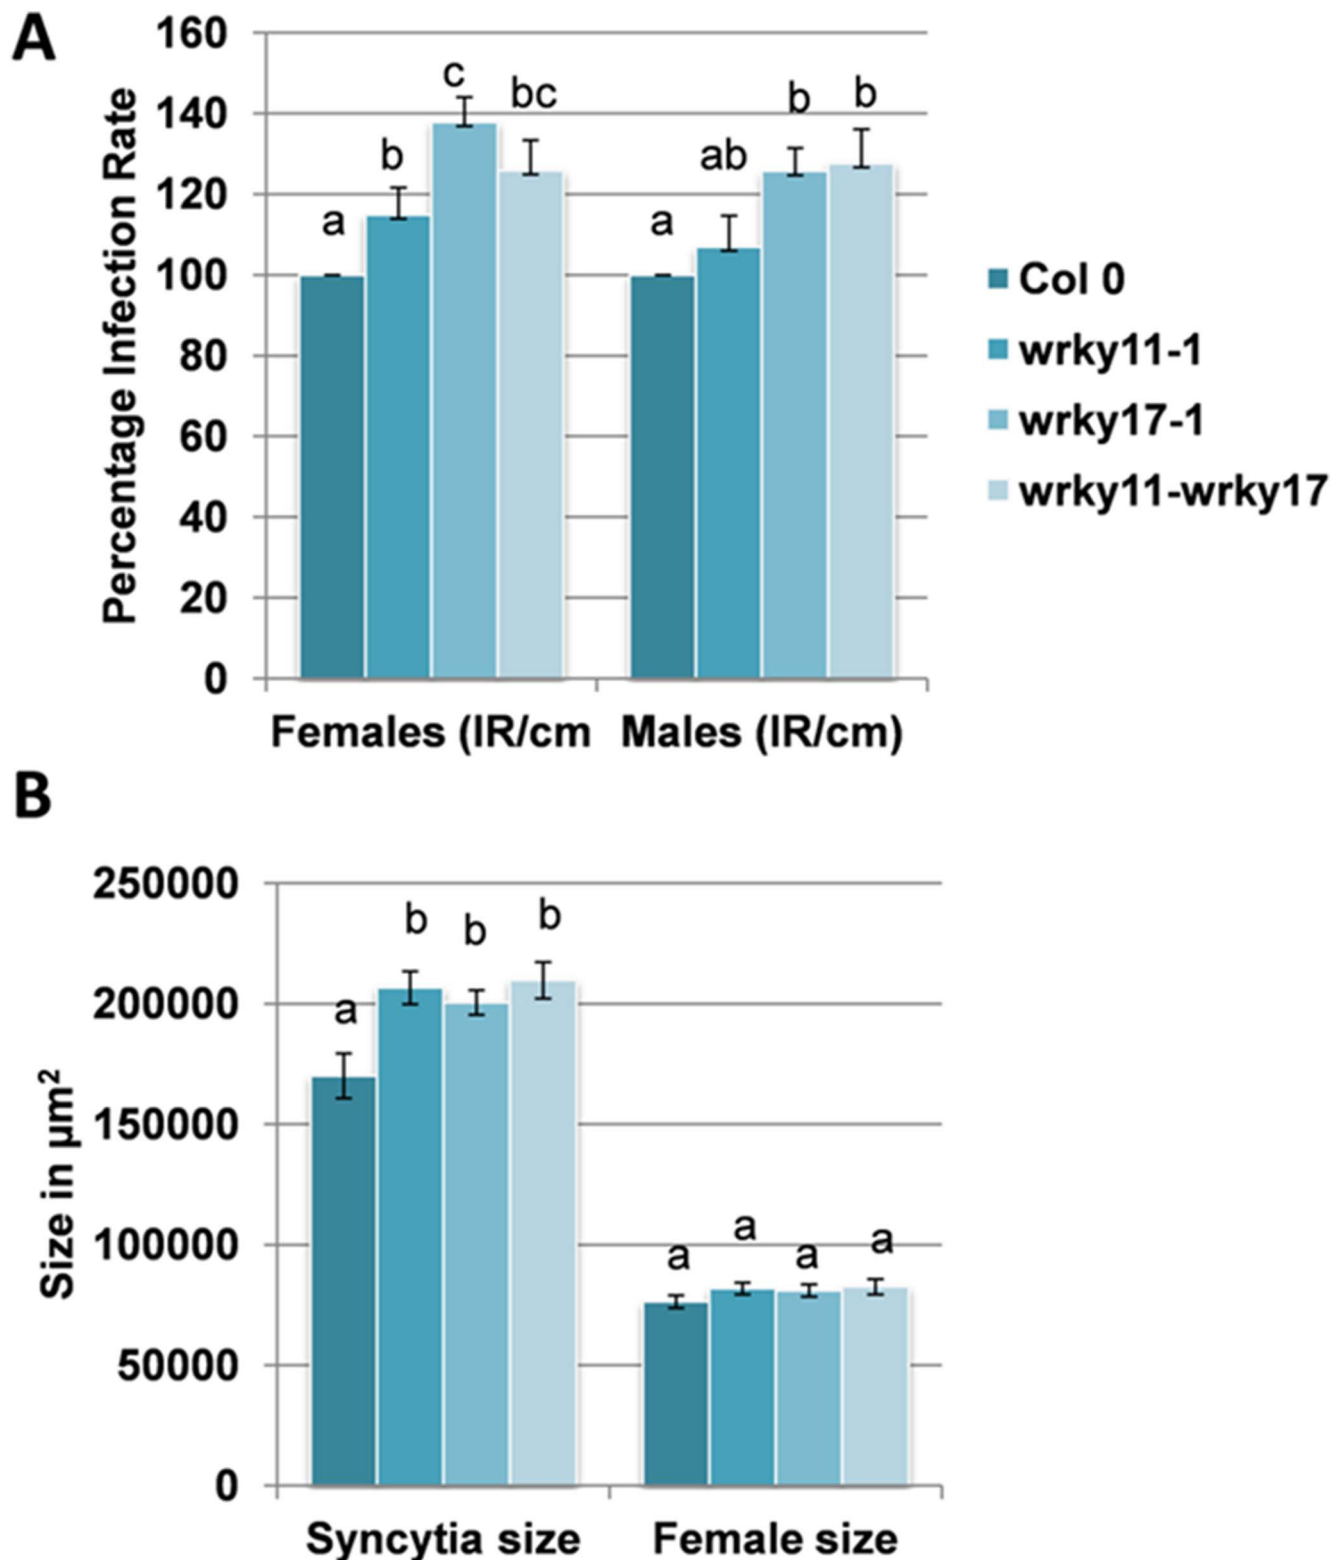 A
160
140
120
100
80
60
40
20
0
Percentage Infection Rate
a
b
c
bc
a
ab
b
b
Females (IR/cm
Males (IR/cm)
Col 0
wrky11-1
wrky17-1
wrky11-wrky17
B
250000
200000
150000
100000
50000
0
Size in µm²
a
b
b
b
a
a
a
a
Syncytia size
Female size